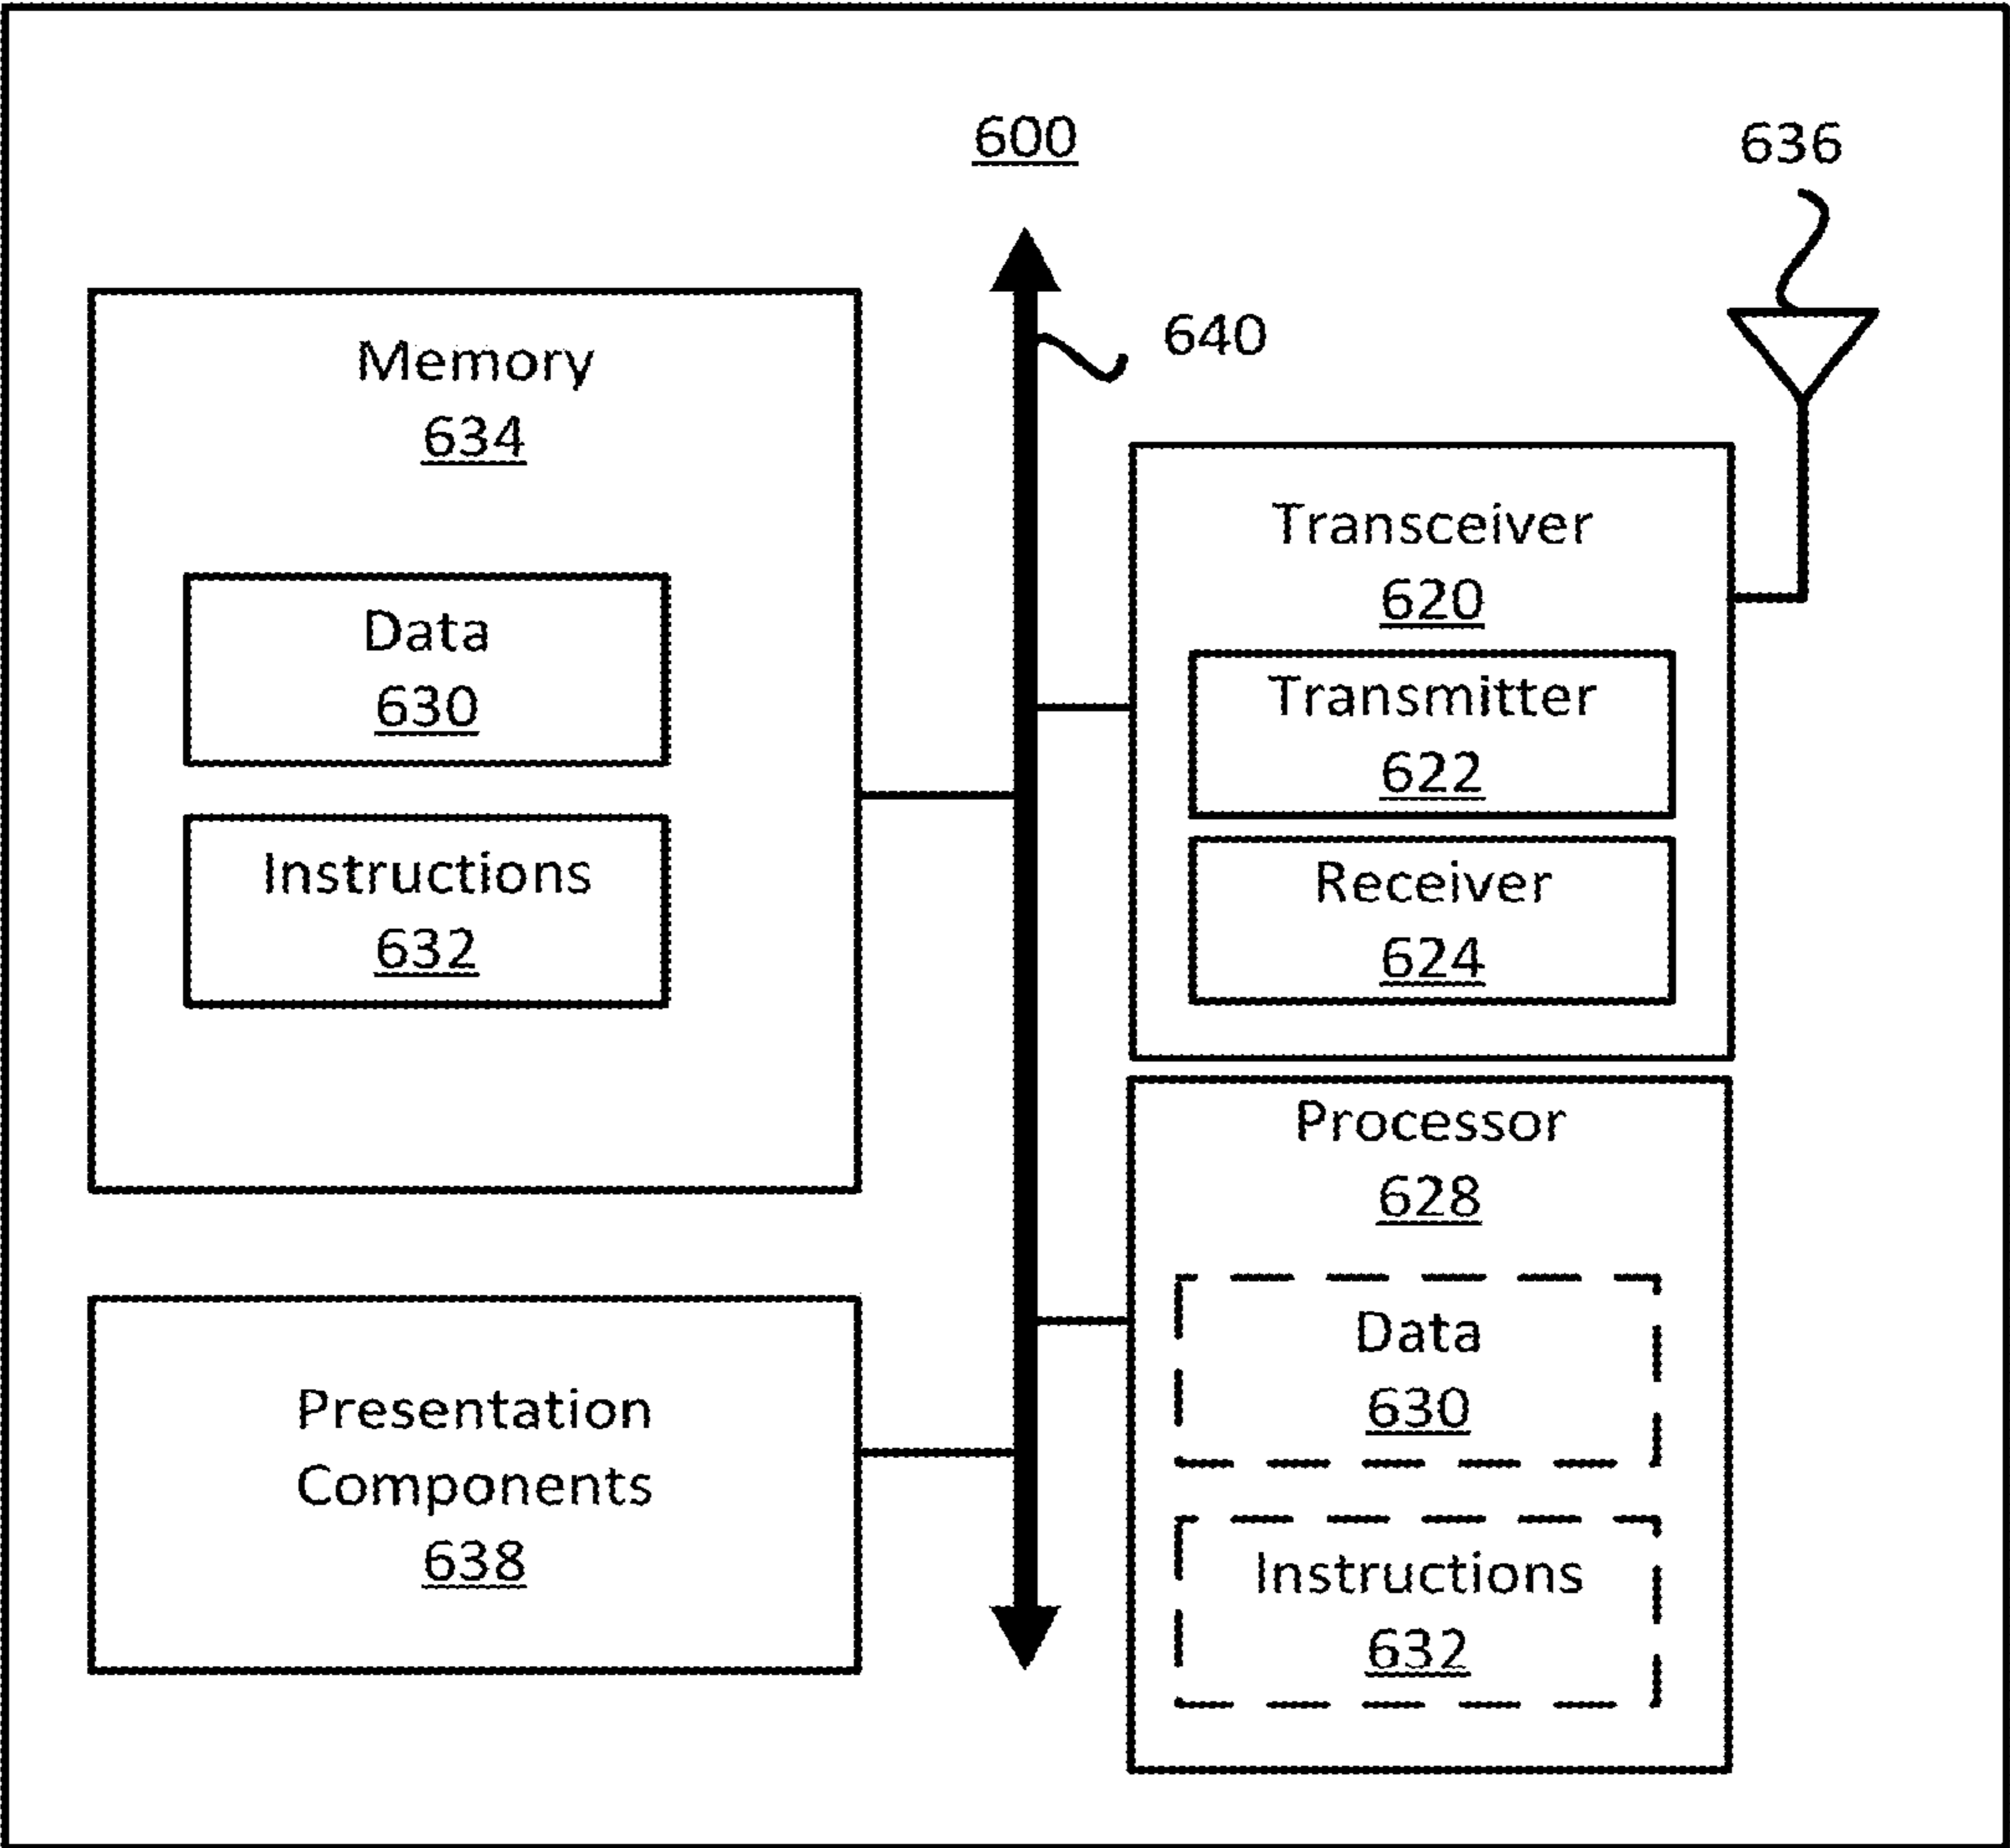 600
636
640
Memory
634
Data
630
Instructions
632
Transceiver
620
Transmitter
622
Receiver
624
Processor
628
Data
630
Instructions
632
Presentation
Components
638